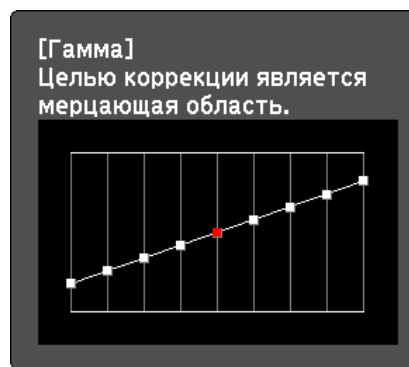 [Гамма]
Целью коррекции является
мерцающая область.